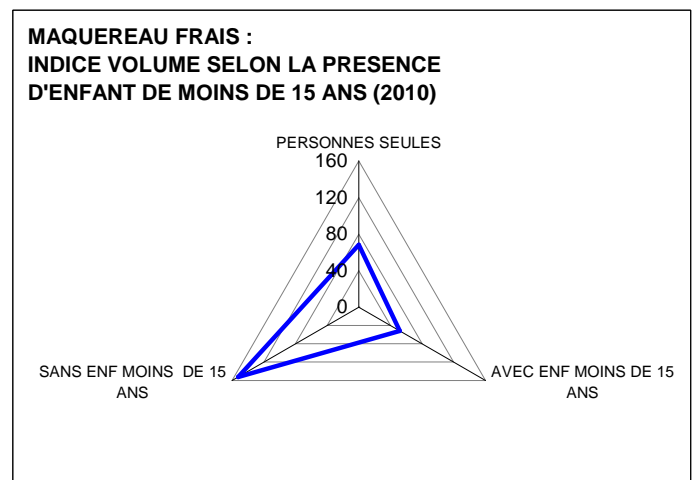 MAQUEREAU FRAIS :
INDICE VOLUME SELON LA PRESENCE
D'ENFANT DE MOINS DE 15 ANS (2010)
PERSONNES SEULES
160
120
80
40
0
SANS ENF MOINS DE 15
ANS
AVEC ENF MOINS DE 15
ANS